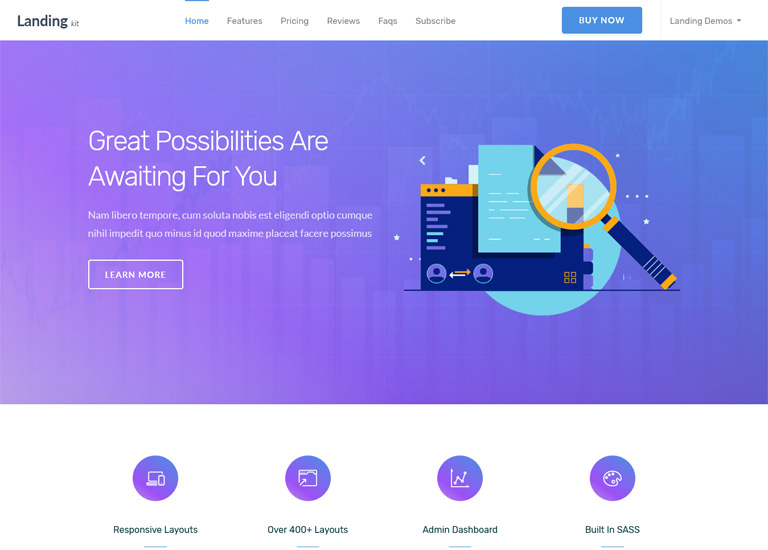 Landing kit
Home Features Pricing Reviews Faqs Subscribe
BUY NOW
Landing Demos
Great Possibilities Are
Awaiting For You
Nam libero tempore, cum soluta nobis est eligendi optio cumque
nihil impedit quo minus id quod maxime placeat facere possimus
LEARN MORE
Responsive Layouts
Over 400+ Layouts
Admin Dashboard
Built In SASS